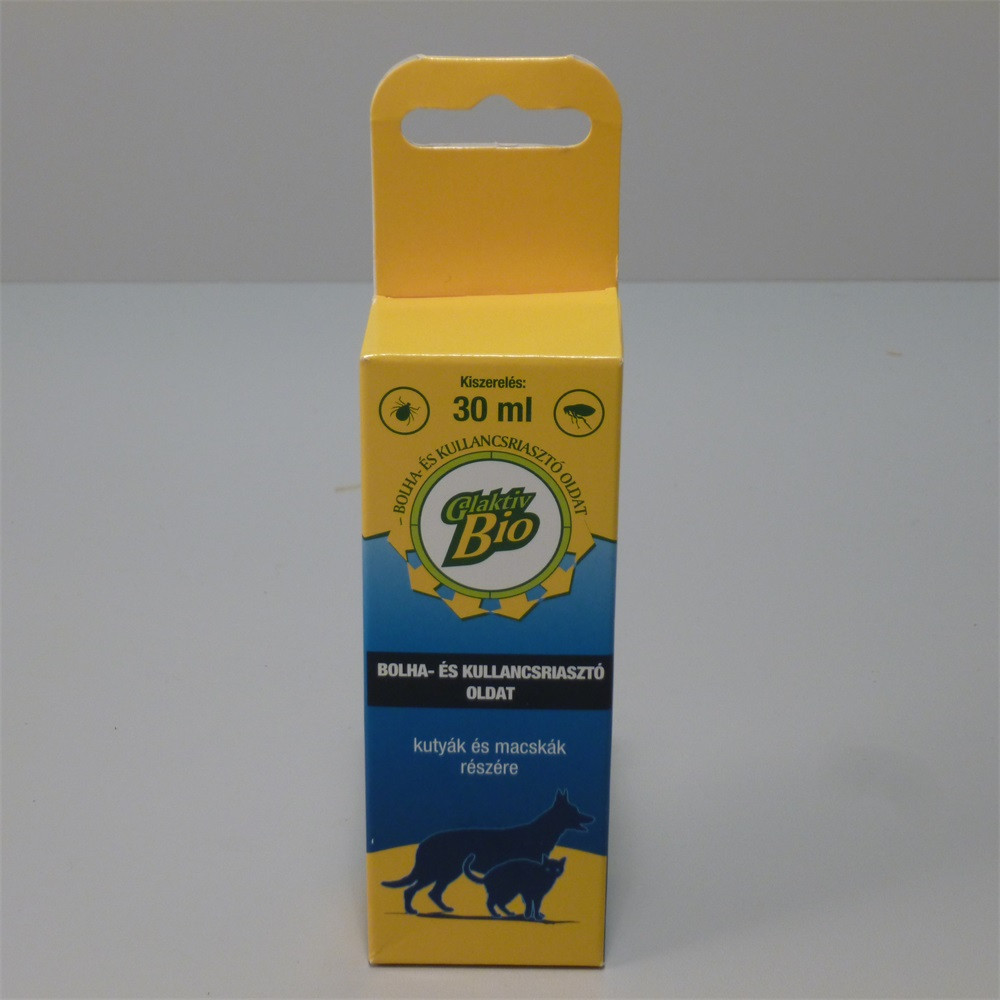 Kiszerelés:
30 ml
- BOLHA- ÉS KULLANCSRIASZTÓ OLDAT
Galaktiv
Bio
BOLHA- ÉS KULLANCSRIASZTÓ
OLDAT
kutyák és macskák
részére